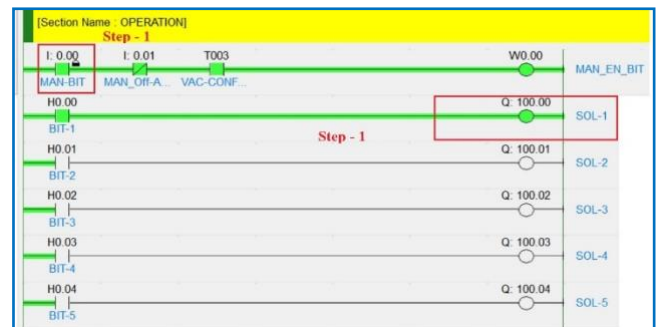 [Section Name : OPERATION]
Step - 1
I: 0.00 I: 0.01 T003 W0.00
MAN_EN_BIT
MAN-BIT MAN_Off-A... VAC-CONF...
H0.00 Q: 100.00
SOL-1
BIT-1
Step - 1
H0.01 Q: 100.01
SOL-2
BIT-2
H0.02 Q: 100.02
SOL-3
BIT-3
H0.03 Q: 100.03
SOL-4
BIT-4
H0.04 Q: 100.04
SOL-5
BIT-5